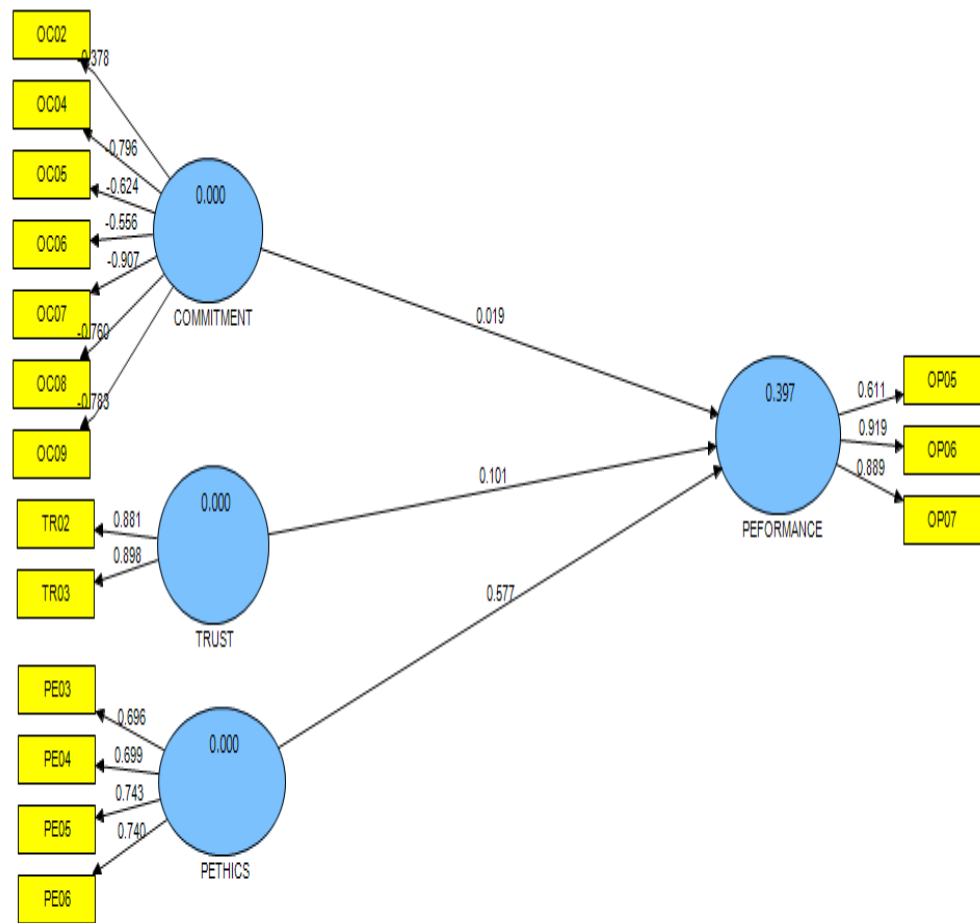 OC02
-0.378
OC04
-0.796
OC05
-0.624
OC06
-0.556
OC07
-0.907
OC08
-0.760
OC09
-0.783
0.000
COMMITMENT
0.019
TR02
0.881
TR03
0.898
0.000
TRUST
0.101
PE03
0.696
PE04
0.699
PE05
0.743
PE06
0.740
0.000
PETHICS
0.577
0.397
PEFORMANCE
0.611
OP05
0.919
OP06
0.889
OP07